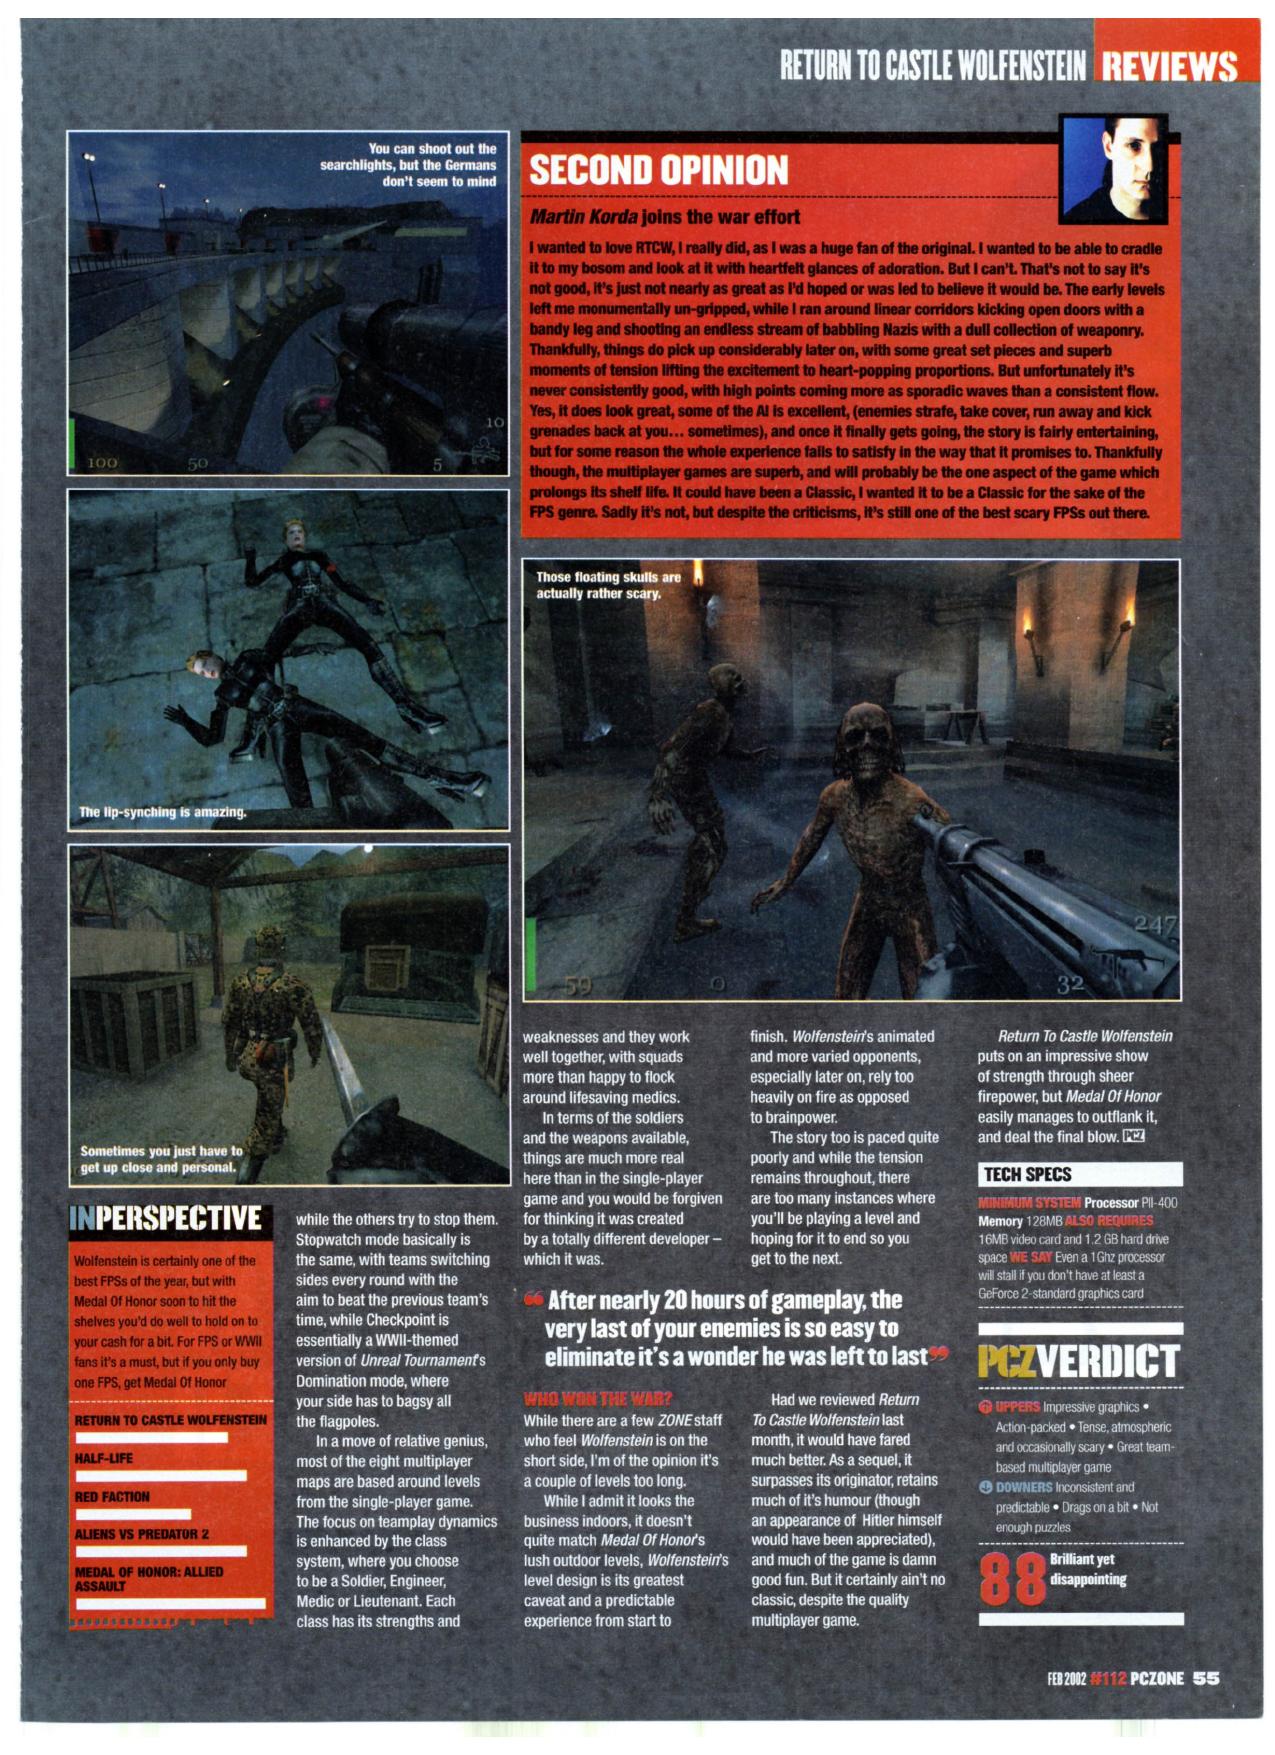 RETURN TO CASTLE WOLFENSTEIN REVIEWS
You can shoot out the
searchlights, but the Germans
don't seem to mind
100 50 5
10
The lip-synching is amazing.
Sometimes you just have to
get up close and personal.
SECOND OPINION
Martin Korda joins the war effort
I wanted to love RTCW, I really did, as I was a huge fan of the original. I wanted to be able to cradle
it to my bosom and look at it with heartfelt glances of adoration. But I can't. That's not to say it's
not good, it's just not nearly as great as I'd hoped or was led to believe it would be. The early levels
left me monumentally un-gripped, while I ran around linear corridors kicking open doors with a
bandy leg and shooting an endless stream of babbling Nazis with a dull collection of weaponry.
Thankfully, things do pick up considerably later on, with some great set pieces and superb
moments of tension lifting the excitement to heart-popping proportions. But unfortunately it's
never consistently good, with high points coming more as sporadic waves than a consistent flow.
Yes, it does look great, some of the AI is excellent, (enemies strafe, take cover, run away and kick
grenades back at you... sometimes), and once it finally gets going, the story is fairly entertaining,
but for some reason the whole experience fails to satisfy in the way that it promises to. Thankfully
though, the multiplayer games are superb, and will probably be the one aspect of the game which
prolongs its shelf life. It could have been a Classic, I wanted it to be a Classic for the sake of the
FPS genre. Sadly it's not, but despite the criticisms, it's still one of the best scary FPSs out there.
Those floating skulls are
actually rather scary.
247
59 0 32
INPERSPECTIVE
Wolfenstein is certainly one of the
best FPSs of the year, but with
Medal Of Honor soon to hit the
shelves you'd do well to hold on to
your cash for a bit. For FPS or WWII
fans it's a must, but if you only buy
one FPS, get Medal Of Honor
RETURN TO CASTLE WOLFENSTEIN
HALF-LIFE
RED FACTION
ALIENS VS PREDATOR 2
MEDAL OF HONOR: ALLIED
ASSAULT
while the others try to stop them.
Stopwatch mode basically is
the same, with teams switching
sides every round with the
aim to beat the previous team's
time, while Checkpoint is
essentially a WWII-themed
version of Unreal Tournament's
Domination mode, where
your side has to bagsy all
the flagpoles.
In a move of relative genius,
most of the eight multiplayer
maps are based around levels
from the single-player game.
The focus on teamplay dynamics
is enhanced by the class
system, where you choose
to be a Soldier, Engineer,
Medic or Lieutenant. Each
class has its strengths and
weaknesses and they work
well together, with squads
more than happy to flock
around lifesaving medics.
In terms of the soldiers
and the weapons available,
things are much more real
here than in the single-player
game and you would be forgiven
for thinking it was created
by a totally different developer –
which it was.
“After nearly 20 hours of gameplay, the
very last of your enemies is so easy to
eliminate it's a wonder he was left to last”
WHO WON THE WAR?
While there are a few ZONE staff
who feel Wolfenstein is on the
short side, I'm of the opinion it's
a couple of levels too long.
While I admit it looks the
business indoors, it doesn't
quite match Medal Of Honor's
lush outdoor levels, Wolfenstein's
level design is its greatest
caveat and a predictable
experience from start to
finish. Wolfenstein's animated
and more varied opponents,
especially later on, rely too
heavily on fire as opposed
to brainpower.
The story too is paced quite
poorly and while the tension
remains throughout, there
are too many instances where
you'll be playing a level and
hoping for it to end so you
get to the next.
Had we reviewed Return
To Castle Wolfenstein last
month, it would have fared
much better. As a sequel, it
surpasses its originator, retains
much of it's humour (though
an appearance of Hitler himself
would have been appreciated),
and much of the game is damn
good fun. But it certainly ain't no
classic, despite the quality
multiplayer game.
Return To Castle Wolfenstein
puts on an impressive show
of strength through sheer
firepower, but Medal Of Honor
easily manages to outflank it,
and deal the final blow. PCZ
TECH SPECS
MINIMUM SYSTEM Processor PII-400
Memory 128MB ALSO REQUIRES
16MB video card and 1.2 GB hard drive
space WE SAY Even a 1Ghz processor
will stall if you don't have at least a
GeForce 2-standard graphics card
PCZVERDICT
UPPERS Impressive graphics •
Action-packed • Tense, atmospheric
and occasionally scary • Great team-
based multiplayer game
DOWNERS Inconsistent and
predictable • Drags on a bit • Not
enough puzzles
88 Brilliant yet
disappointing
FEB 2002 #112 PCZONE 55